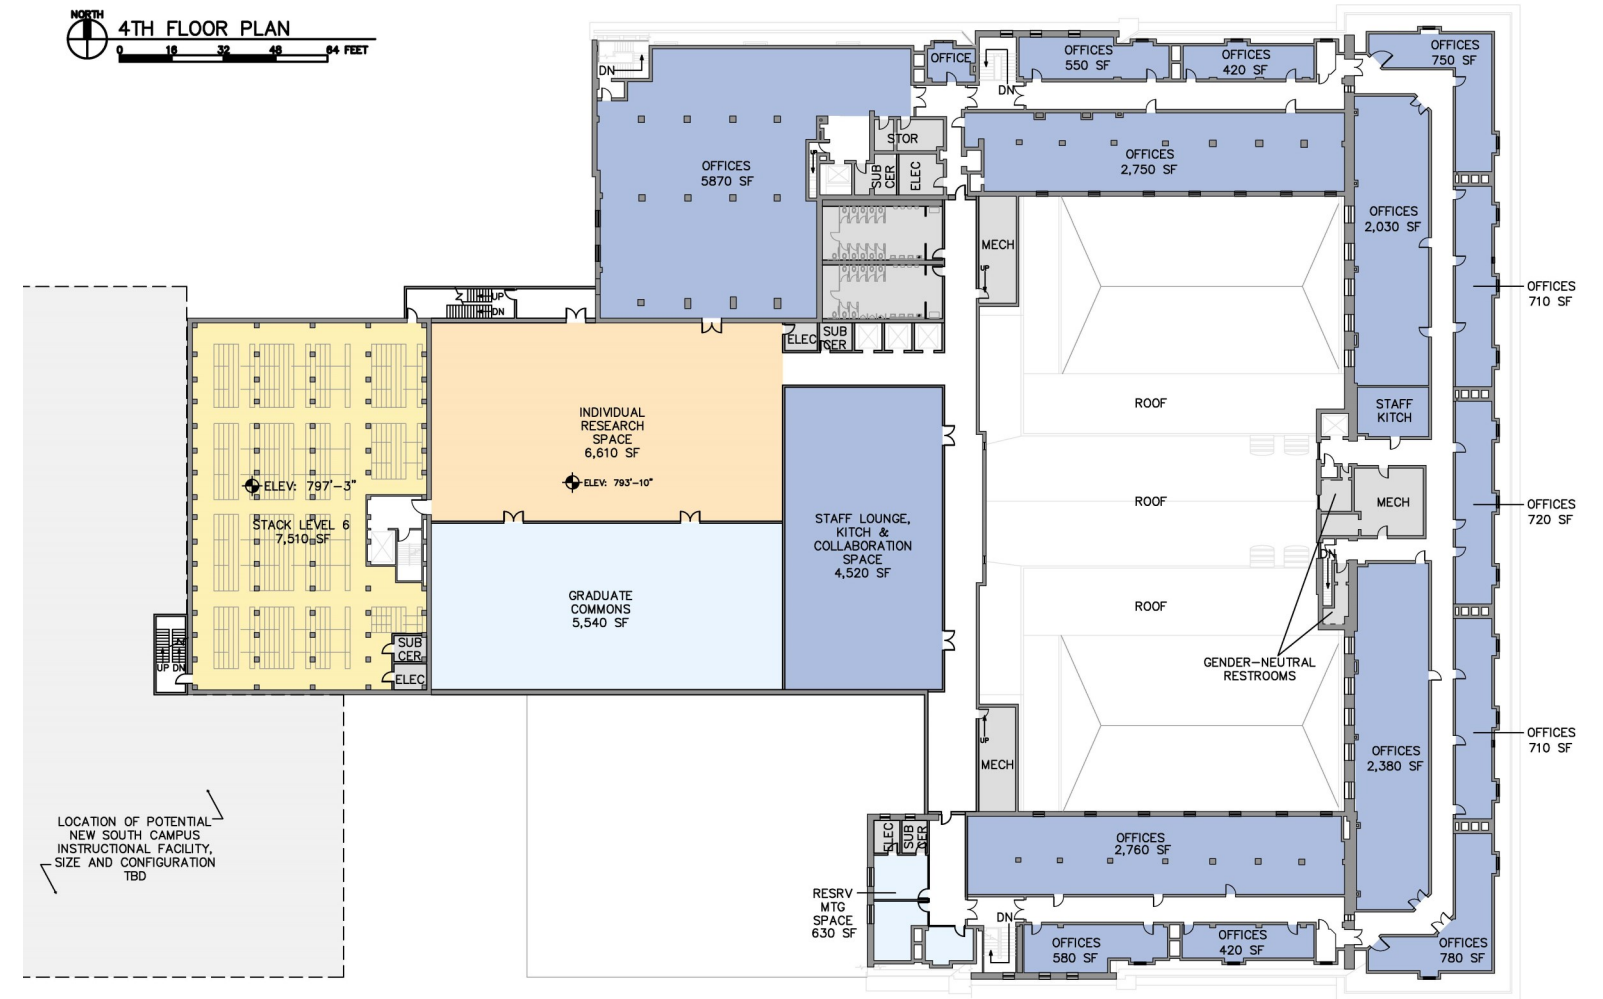 NORTH
4TH FLOOR PLAN
0 16 32 48 64 FEET
DN
OFFICE
OFFICES
550 SF
OFFICES
420 SF
OFFICES
750 SF
DN
STOR
OFFICES
5870 SF
UP
SUB
CER
ELEC
OFFICES
2,750 SF
OFFICES
2,030 SF
MECH
UP
OFFICES
710 SF
UP
DN
ELEC
SUB
CER
ROOF
STAFF
KITCH
INDIVIDUAL
RESEARCH
SPACE
6,610 SF
ELEV: 797'-3"
ELEV: 793'-10"
STACK LEVEL 6
7,510 SF
STAFF LOUNGE,
KITCH &
COLLABORATION
SPACE
4,520 SF
ROOF
MECH
OFFICES
720 SF
DN
GRADUATE
COMMONS
5,540 SF
ROOF
SUB
CER
ELEC
UP DN
GENDER-NEUTRAL
RESTROOMS
UP
MECH
OFFICES
2,380 SF
OFFICES
710 SF
LOCATION OF POTENTIAL
NEW SOUTH CAMPUS
INSTRUCTIONAL FACILITY,
SIZE AND CONFIGURATION
TBD
ELEC
SUB
CER
OFFICES
2,760 SF
RESRV
MTG
SPACE
630 SF
DN
OFFICES
580 SF
OFFICES
420 SF
OFFICES
780 SF